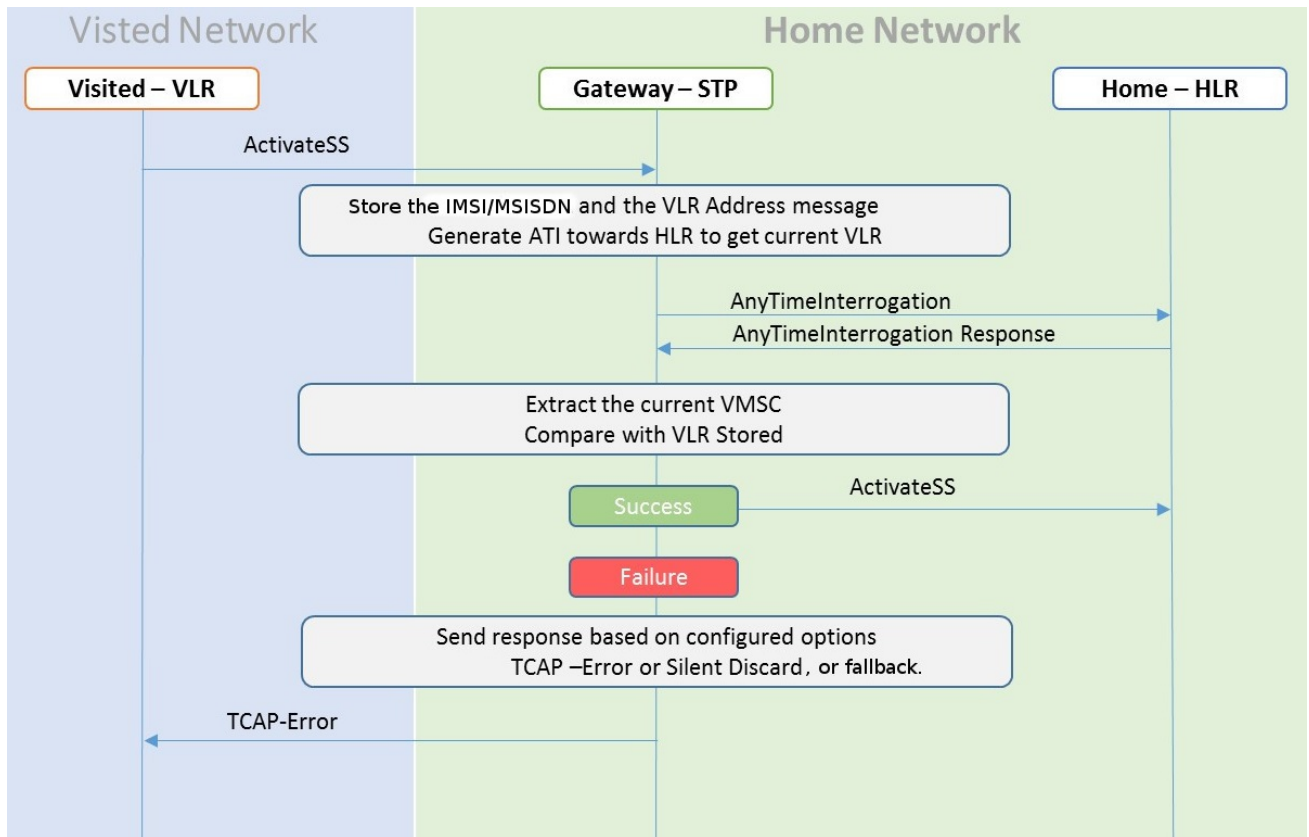 Visted Network
Home Network
Visited – VLR
Gateway – STP
Home – HLR
ActivateSS
Store the IMSI/MSISDN and the VLR Address message
Generate ATI towards HLR to get current VLR
AnyTimeInterrogation
AnyTimeInterrogation Response
Extract the current VMSC
Compare with VLR Stored
ActivateSS
Success
Failure
Send response based on configured options
TCAP –Error or Silent Discard, or fallback.
TCAP-Error